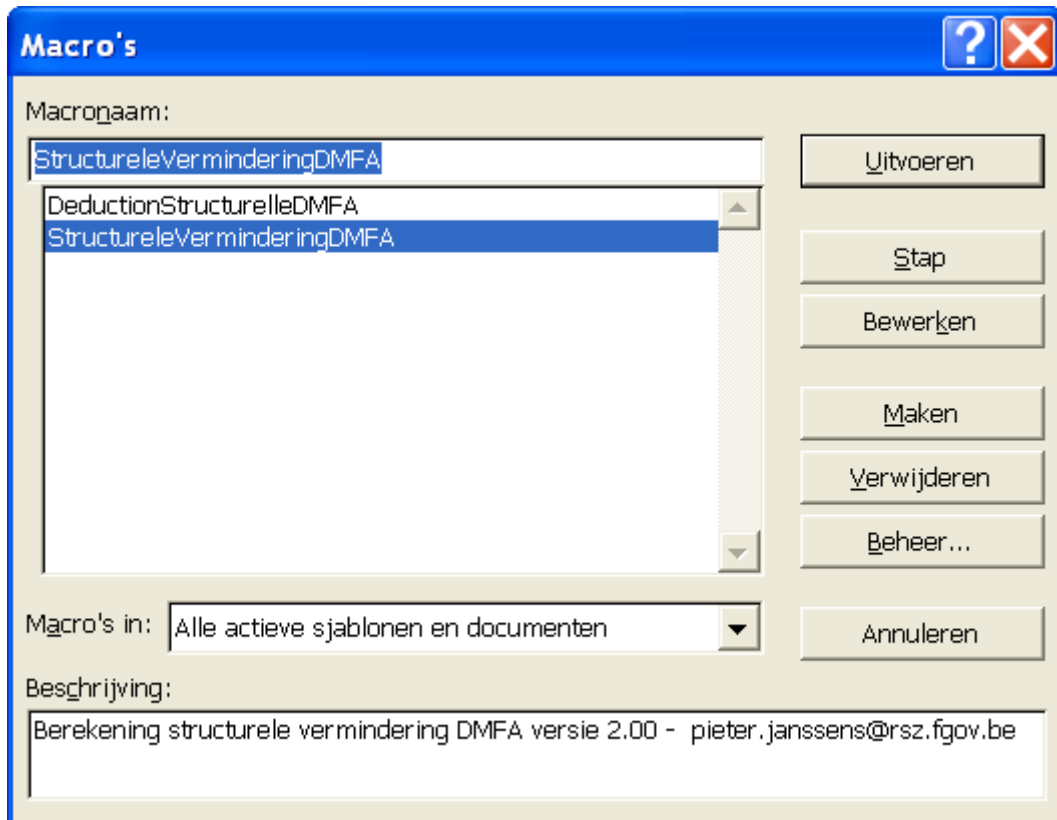 Macro's
Macronaam:
StructureleVerminderingDMFA
DeductionStructurelleDMFA
StructureleVerminderingDMFA
Uitvoeren
Stap
Bewerken
Maken
Verwijderen
Beheer...
Macro's in: Alle actieve sjablonen en documenten
Annuleren
Beschrijving:
Berekening structurele vermindering DMFA versie 2.00 -  pieter.janssens@rsz.fgov.be